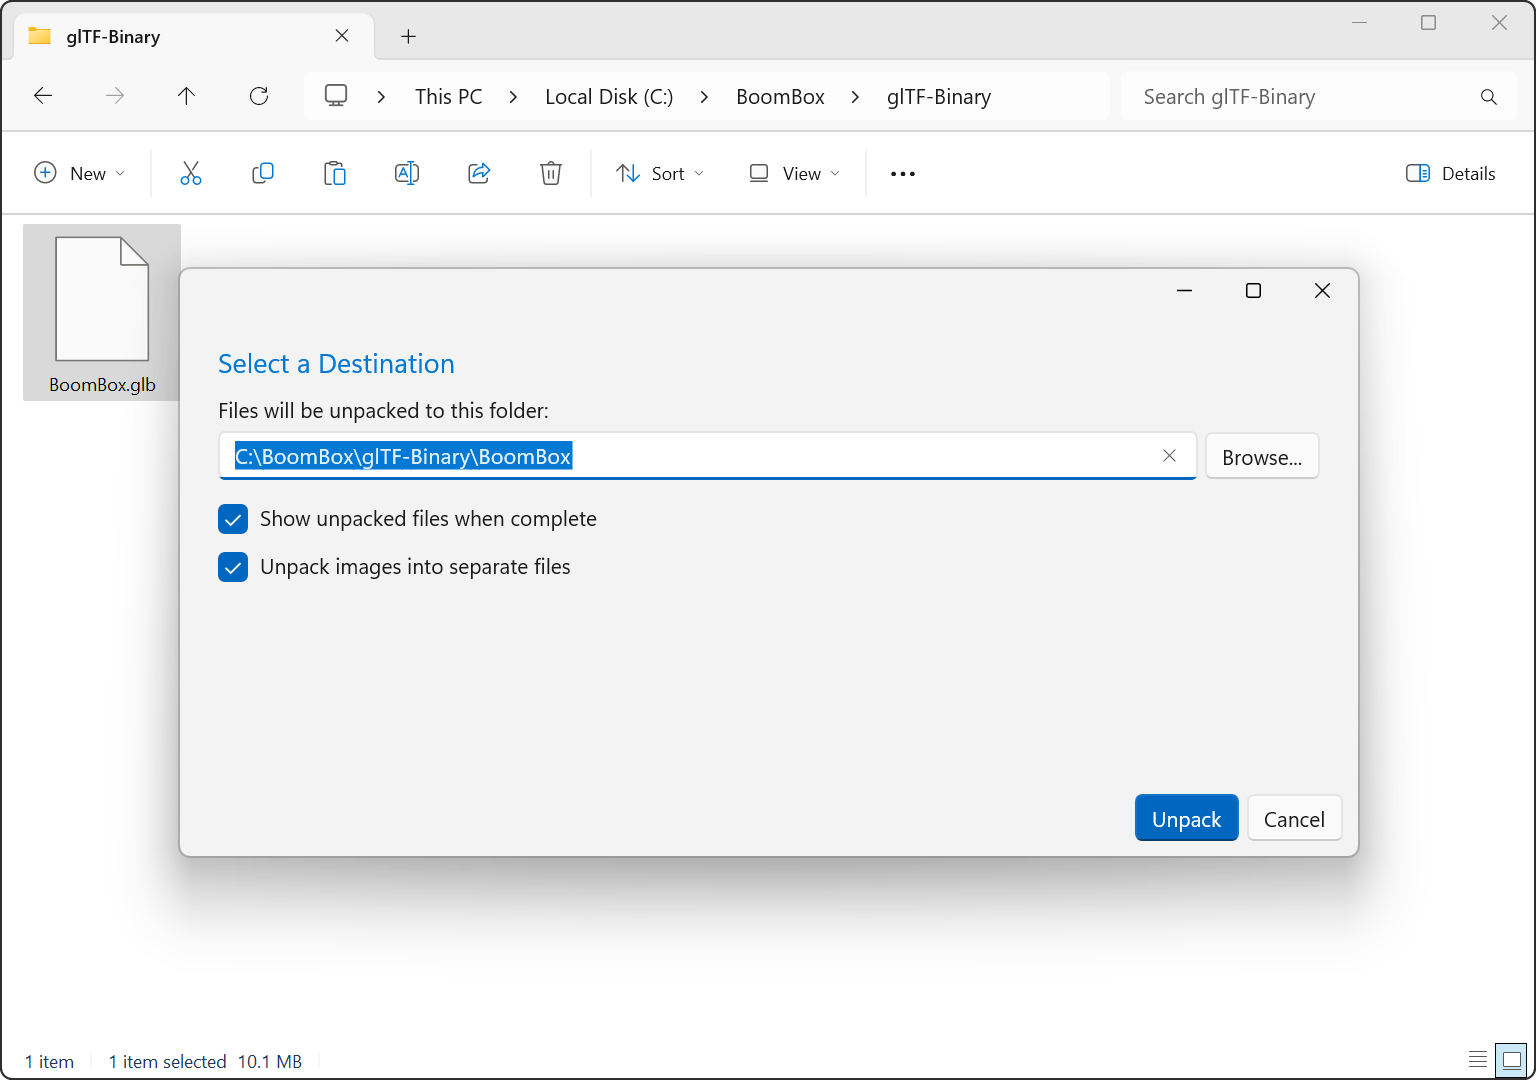 glTF-Binary
This PC
Local Disk (C:)
BoomBox
glTF-Binary
Search glTF-Binary
New
Sort
View
Details
BoomBox.glb
Select a Destination
Files will be unpacked to this folder:
C:\BoomBox\glTF-Binary\BoomBox
Browse...
Show unpacked files when complete
Unpack images into separate files
Unpack
Cancel
1 item
1 item selected 10.1 MB